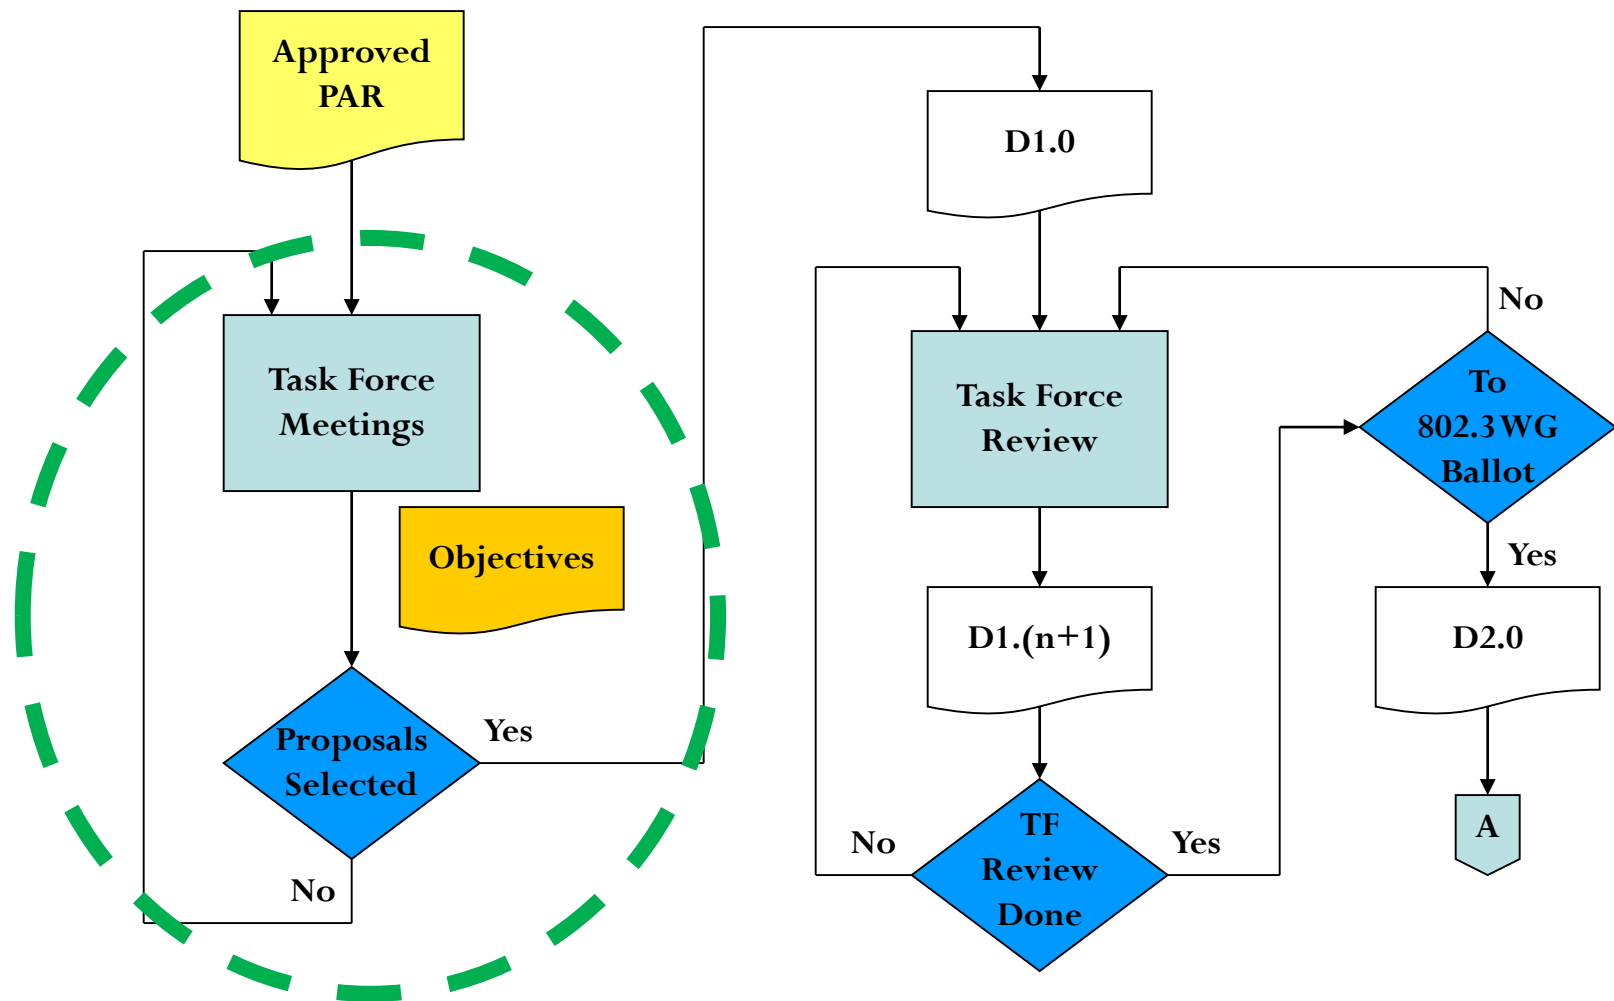 Approved
PAR
Task Force
Meetings
Objectives
Proposals
Selected
Yes
No
D1.0
Task Force
Review
D1.(n+1)
TF
Review
Done
No
Yes
To
802.3 WG
Ballot
No
Yes
D2.0
A